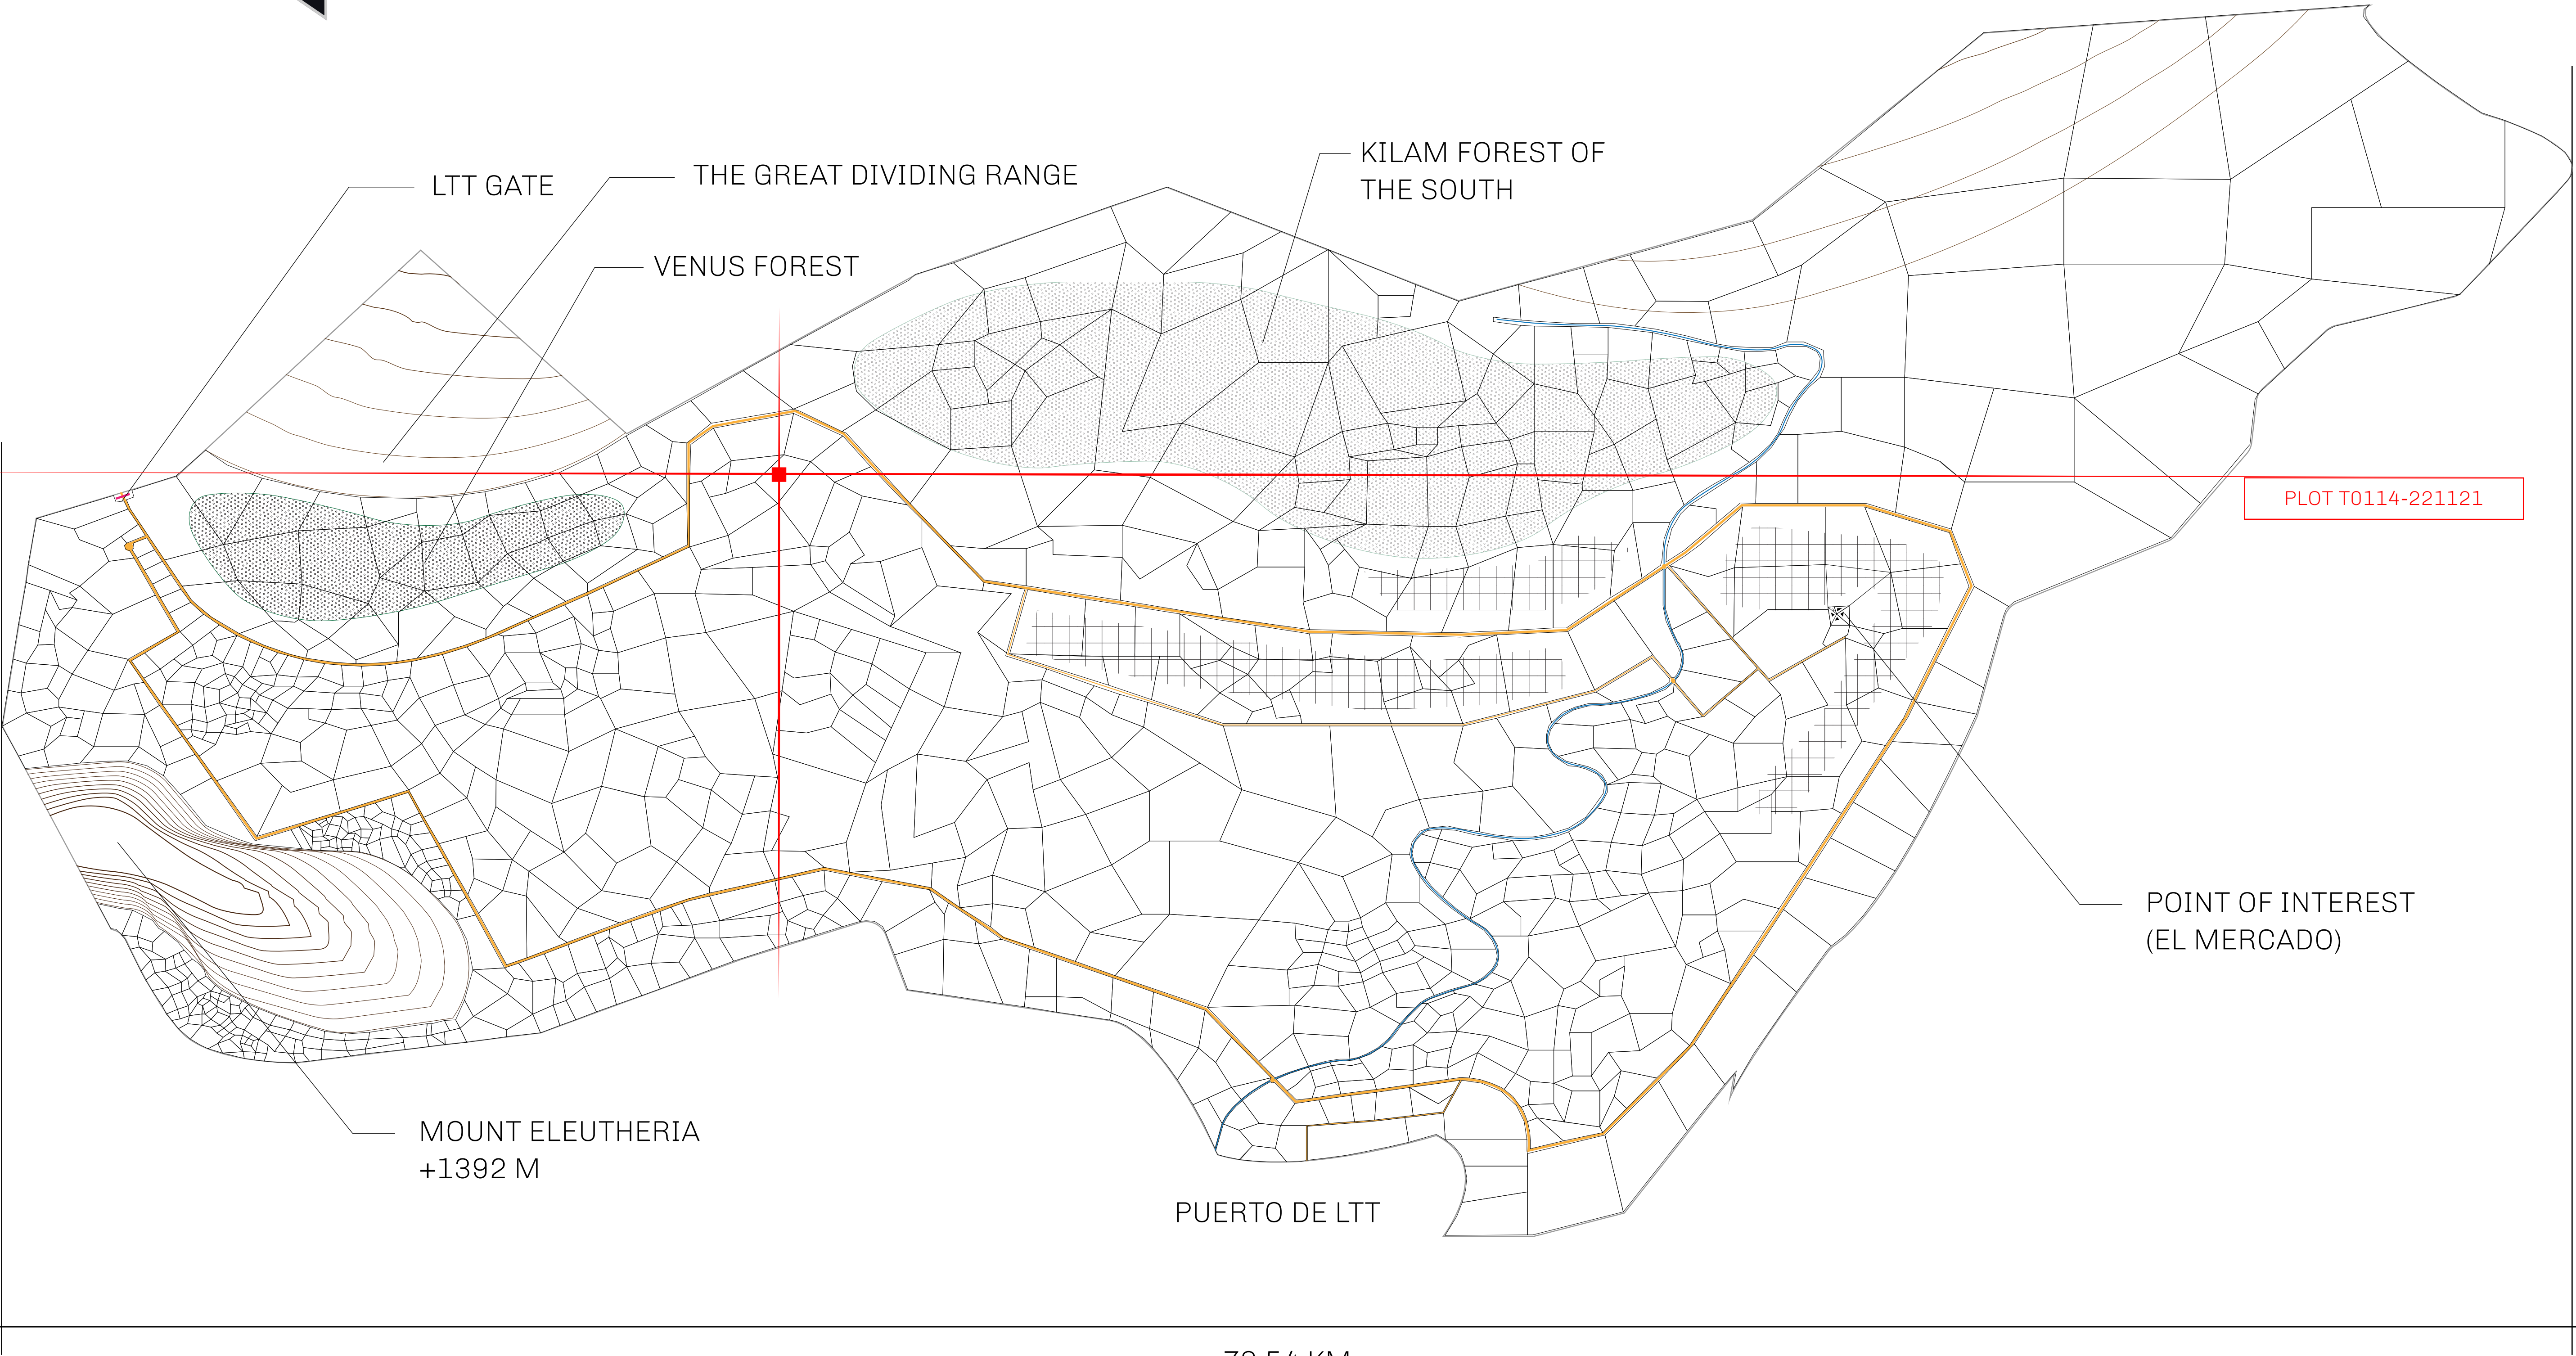 KILAM FOREST OF
THE SOUTH
THE GREAT DIVIDING RANGE
LTT GATE
VENUS FOREST
PLOT T0114-221121
POINT OF INTEREST
(EL MERCADO)
MOUNT ELEUTHERIA
+1392 M
PUERTO DE LTT
KM